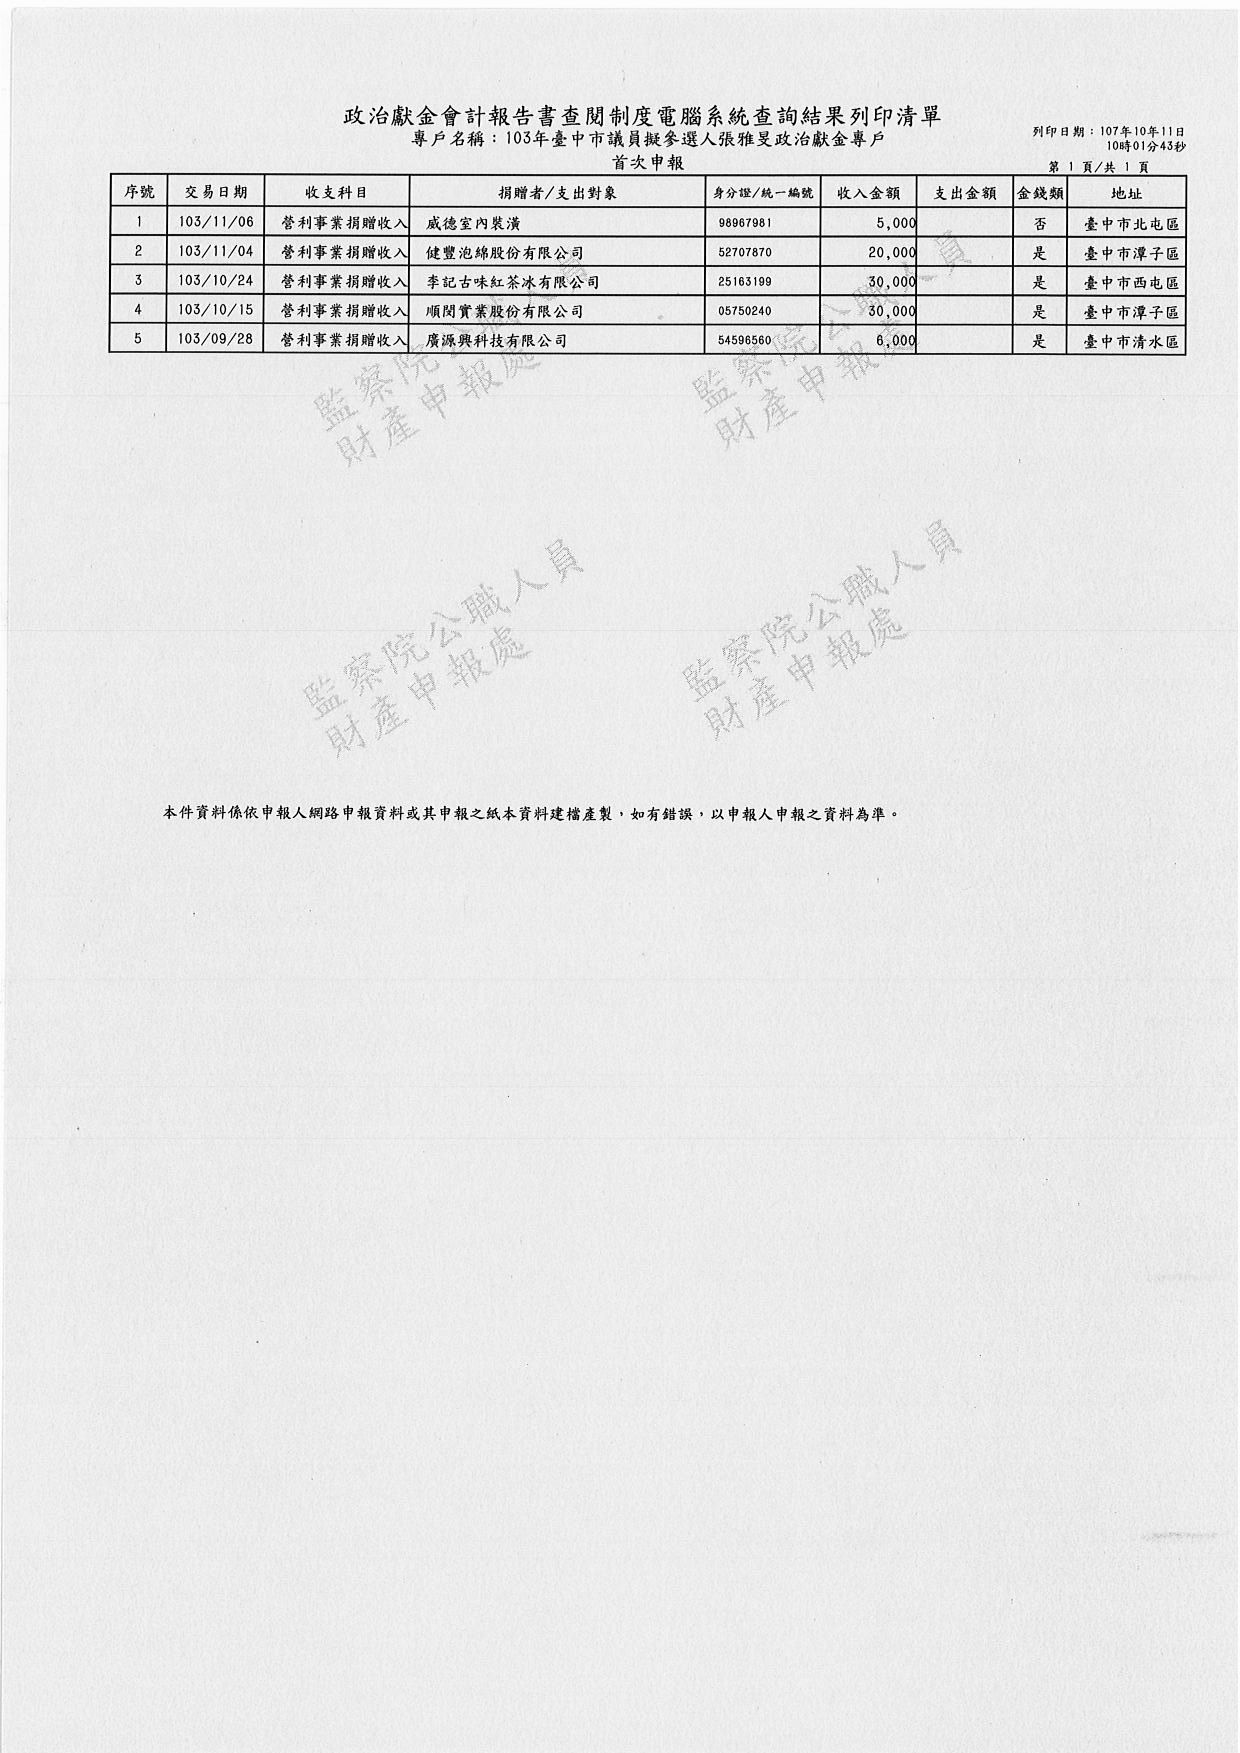 政治獻金會計報告書查閱制度電腦系統查詢結果列印清單
專戶名稱：103年臺中市議員擬參選人張雅旻政治獻金專戶
列印日期：107年10年11日
10時01分43秒
首次申報
第 1 頁/共 1 頁
序號 交易日期 收支科目 捐贈者/支出對象 身分證/統一編號 收入金額 支出金額 金錢類 地址
1 103/11/06 營利事業捐贈收入 威德室內裝潢 98967981 5,000 否 臺中市北屯區
2 103/11/04 營利事業捐贈收入 健豐泡綿股份有限公司 52707870 20,000 是 臺中市潭子區
3 103/10/24 營利事業捐贈收入 李記古味紅茶冰有限公司 25163199 30,000 是 臺中市西屯區
4 103/10/15 營利事業捐贈收入 順閔實業股份有限公司 05750240 30,000 是 臺中市潭子區
5 103/09/28 營利事業捐贈收入 廣源興科技有限公司 54596560 6,000 是 臺中市清水區
監察院公職人員
財產申報處
監察院公職人員
財產申報處
監察院公職人員
財產申報處
監察院公職人員
財產申報處
本件資料係依申報人網路申報資料或其申報之紙本資料建檔產製，如有錯誤，以申報人申報之資料為準。